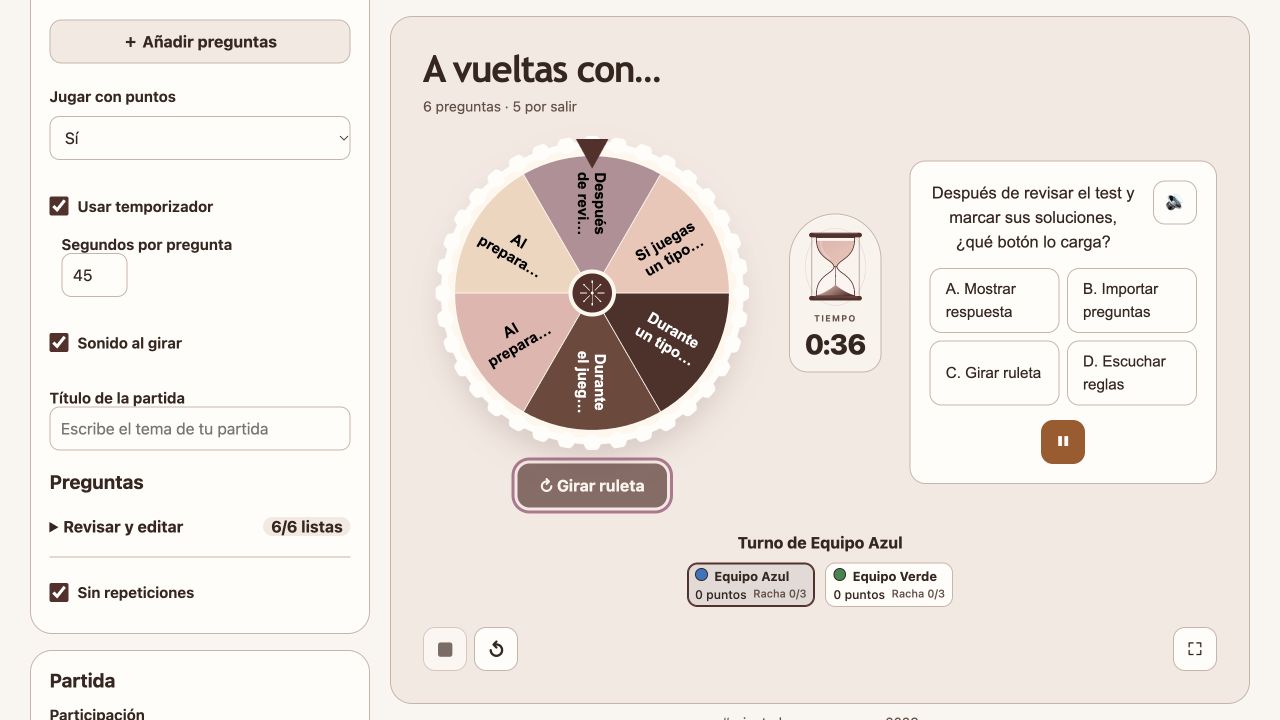 + Añadir preguntas
Jugar con puntos
Sí
Usar temporizador
Segundos por pregunta
45
Sonido al girar
Título de la partida
Escribe el tema de tu partida
Preguntas
Revisar y editar
6/6 listas
Sin repeticiones
Partida
Participación
A vueltas con...
6 preguntas · 5 por salir
Después
de revi...
Si juegas
un tipo...
Durante
un tipo...
Durante
el jueg...
Al
prepara...
Al
prepara...
Girar ruleta
TIEMPO
0:36
Después de revisar el test y
marcar sus soluciones,
¿qué botón lo carga?
A. Mostrar
respuesta
B. Importar
preguntas
C. Girar ruleta
D. Escuchar
reglas
Turno de Equipo Azul
Equipo Azul
0 puntos Racha 0/3
Equipo Verde
0 puntos Racha 0/3